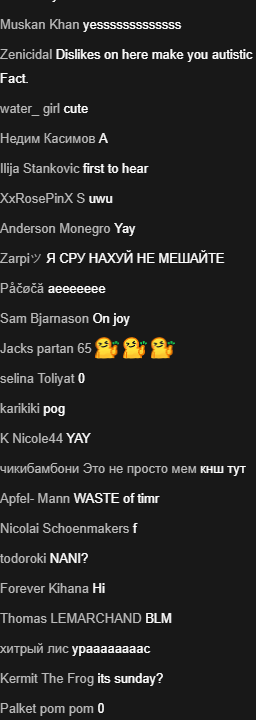 Muskan Khan yesssssssssssss
Zenicidal Dislikes on here make you autistic
Fact.
water_ girl cute
Недим Касимов А
Ilija Stankovic first to hear
XxRosePinX S uwu
Anderson Monegro Yay
Zarpiツ Я СРУ НАХУЙ НЕ МЕШАЙТЕ
Påčøčă aeeeeeee
Sam Bjarnason On joy
Jacks partan 65
selina Toliyat 0
karikiki pog
K Nicole44 YAY
чикибамбони Это не просто мем кнш тут
Apfel- Mann WASTE of timr
Nicolai Schoenmakers f
todoroki NANI?
Forever Kihana Hi
Thomas LEMARCHAND BLM
хитрый лис ураааааааас
Kermit The Frog its sunday?
Palket pom pom 0